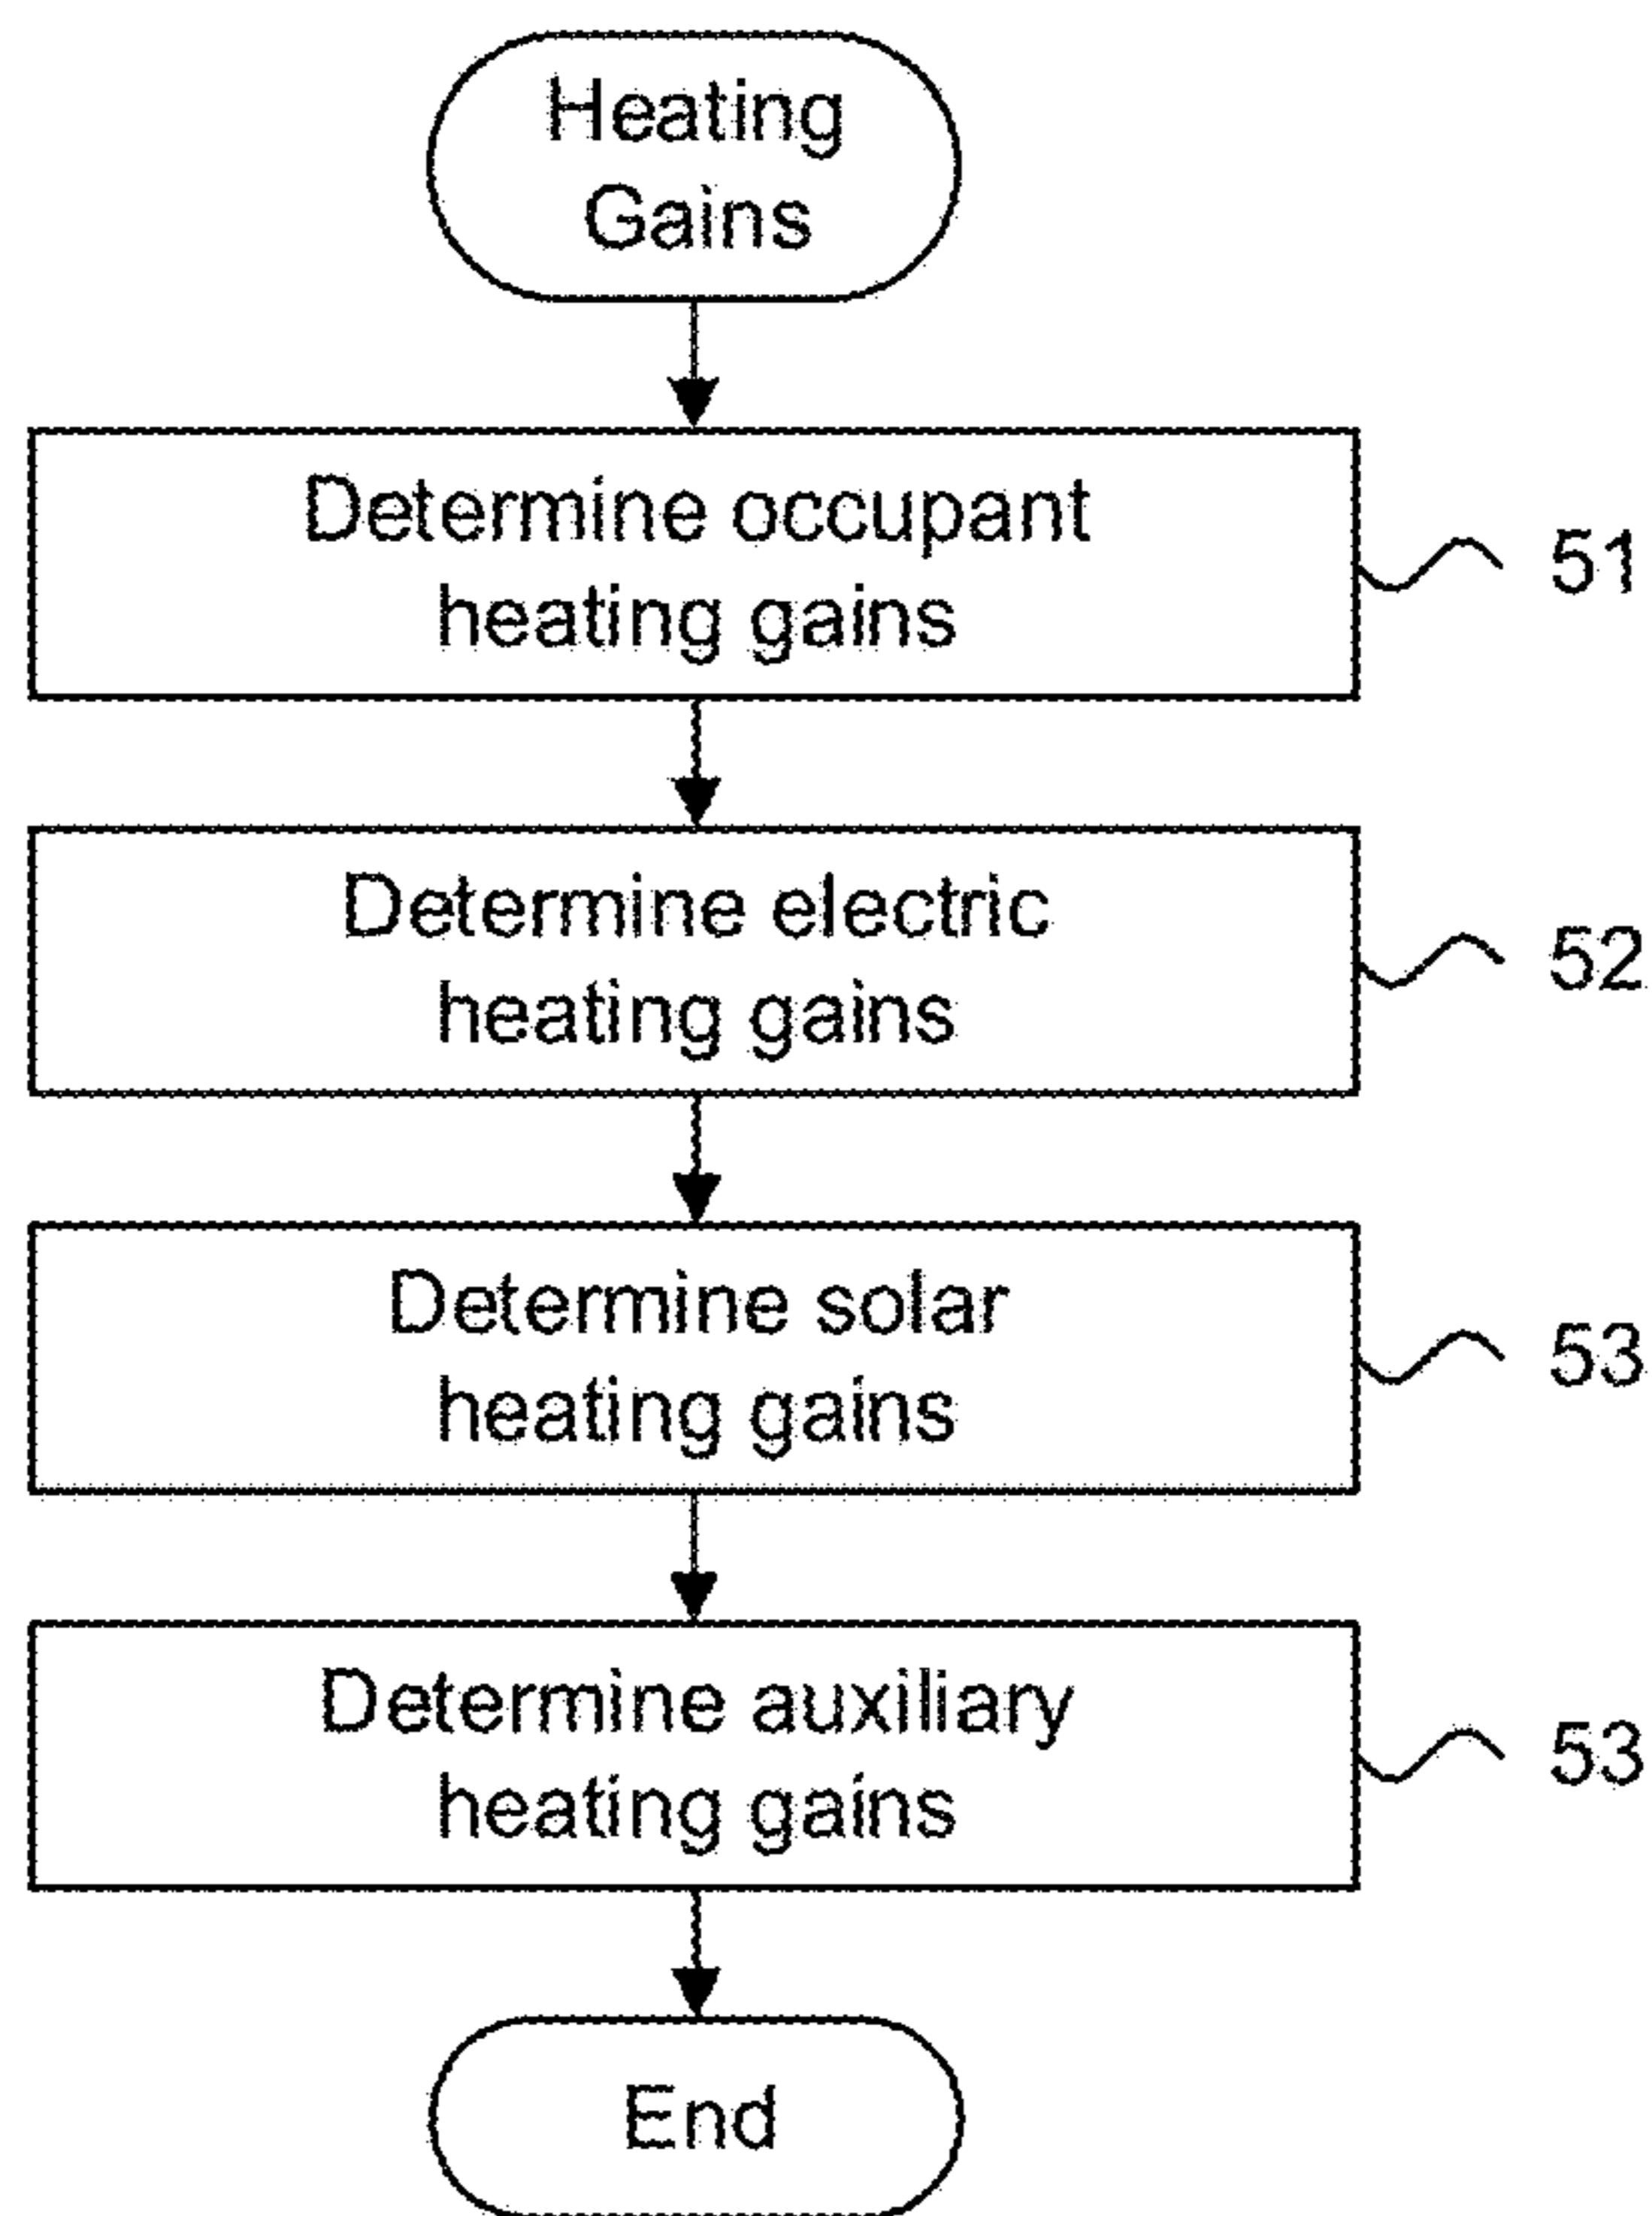 Heating
Gains
Determine occupant
heating gains
51
Determine electric
heating gains
52
Determine solar
heating gains
53
Determine auxiliary
heating gains
53
End